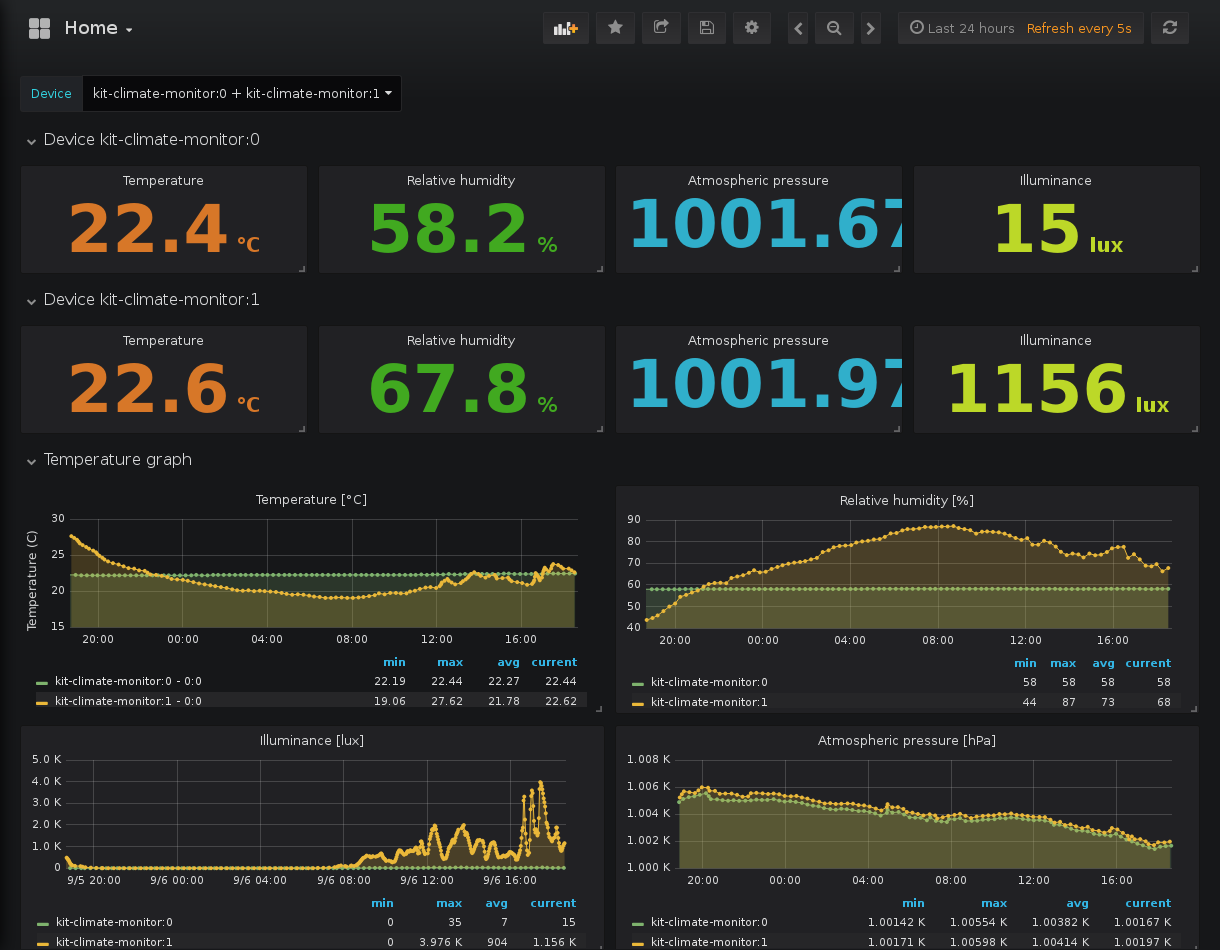 Home
Last 24 hours Refresh every 5s
Device kit-climate-monitor:0 + kit-climate-monitor:1
Device kit-climate-monitor:0
Temperature Relative humidity Atmospheric pressure Illuminance
22.4 °C 58.2 % 1001.67 15 lux
Device kit-climate-monitor:1
Temperature Relative humidity Atmospheric pressure Illuminance
22.6 °C 67.8 % 1001.97 1156 lux
Temperature graph
Temperature [°C]
Temperature (C)
30
25
20
15
20:00 00:00 04:00 08:00 12:00 16:00
min max avg current
kit-climate-monitor:0 - 0:0 22.19 22.44 22.27 22.44
kit-climate-monitor:1 - 0:0 19.06 27.62 21.78 22.62
Relative humidity [%]
90
80
70
60
50
40
20:00 00:00 04:00 08:00 12:00 16:00
min max avg current
kit-climate-monitor:0 58 58 58 58
kit-climate-monitor:1 44 87 73 68
Illuminance [lux]
5.0 K
4.0 K
3.0 K
2.0 K
1.0 K
0
9/5 20:00 9/6 00:00 9/6 04:00 9/6 08:00 9/6 12:00 9/6 16:00
min max avg current
kit-climate-monitor:0 0 35 7 15
kit-climate-monitor:1 0 3.976 K 904 1.156 K
Atmospheric pressure [hPa]
1.008 K
1.006 K
1.004 K
1.002 K
1.000 K
20:00 00:00 04:00 08:00 12:00 16:00
min max avg current
kit-climate-monitor:0 1.00142 K 1.00554 K 1.00382 K 1.00167 K
kit-climate-monitor:1 1.00171 K 1.00598 K 1.00414 K 1.00197 K